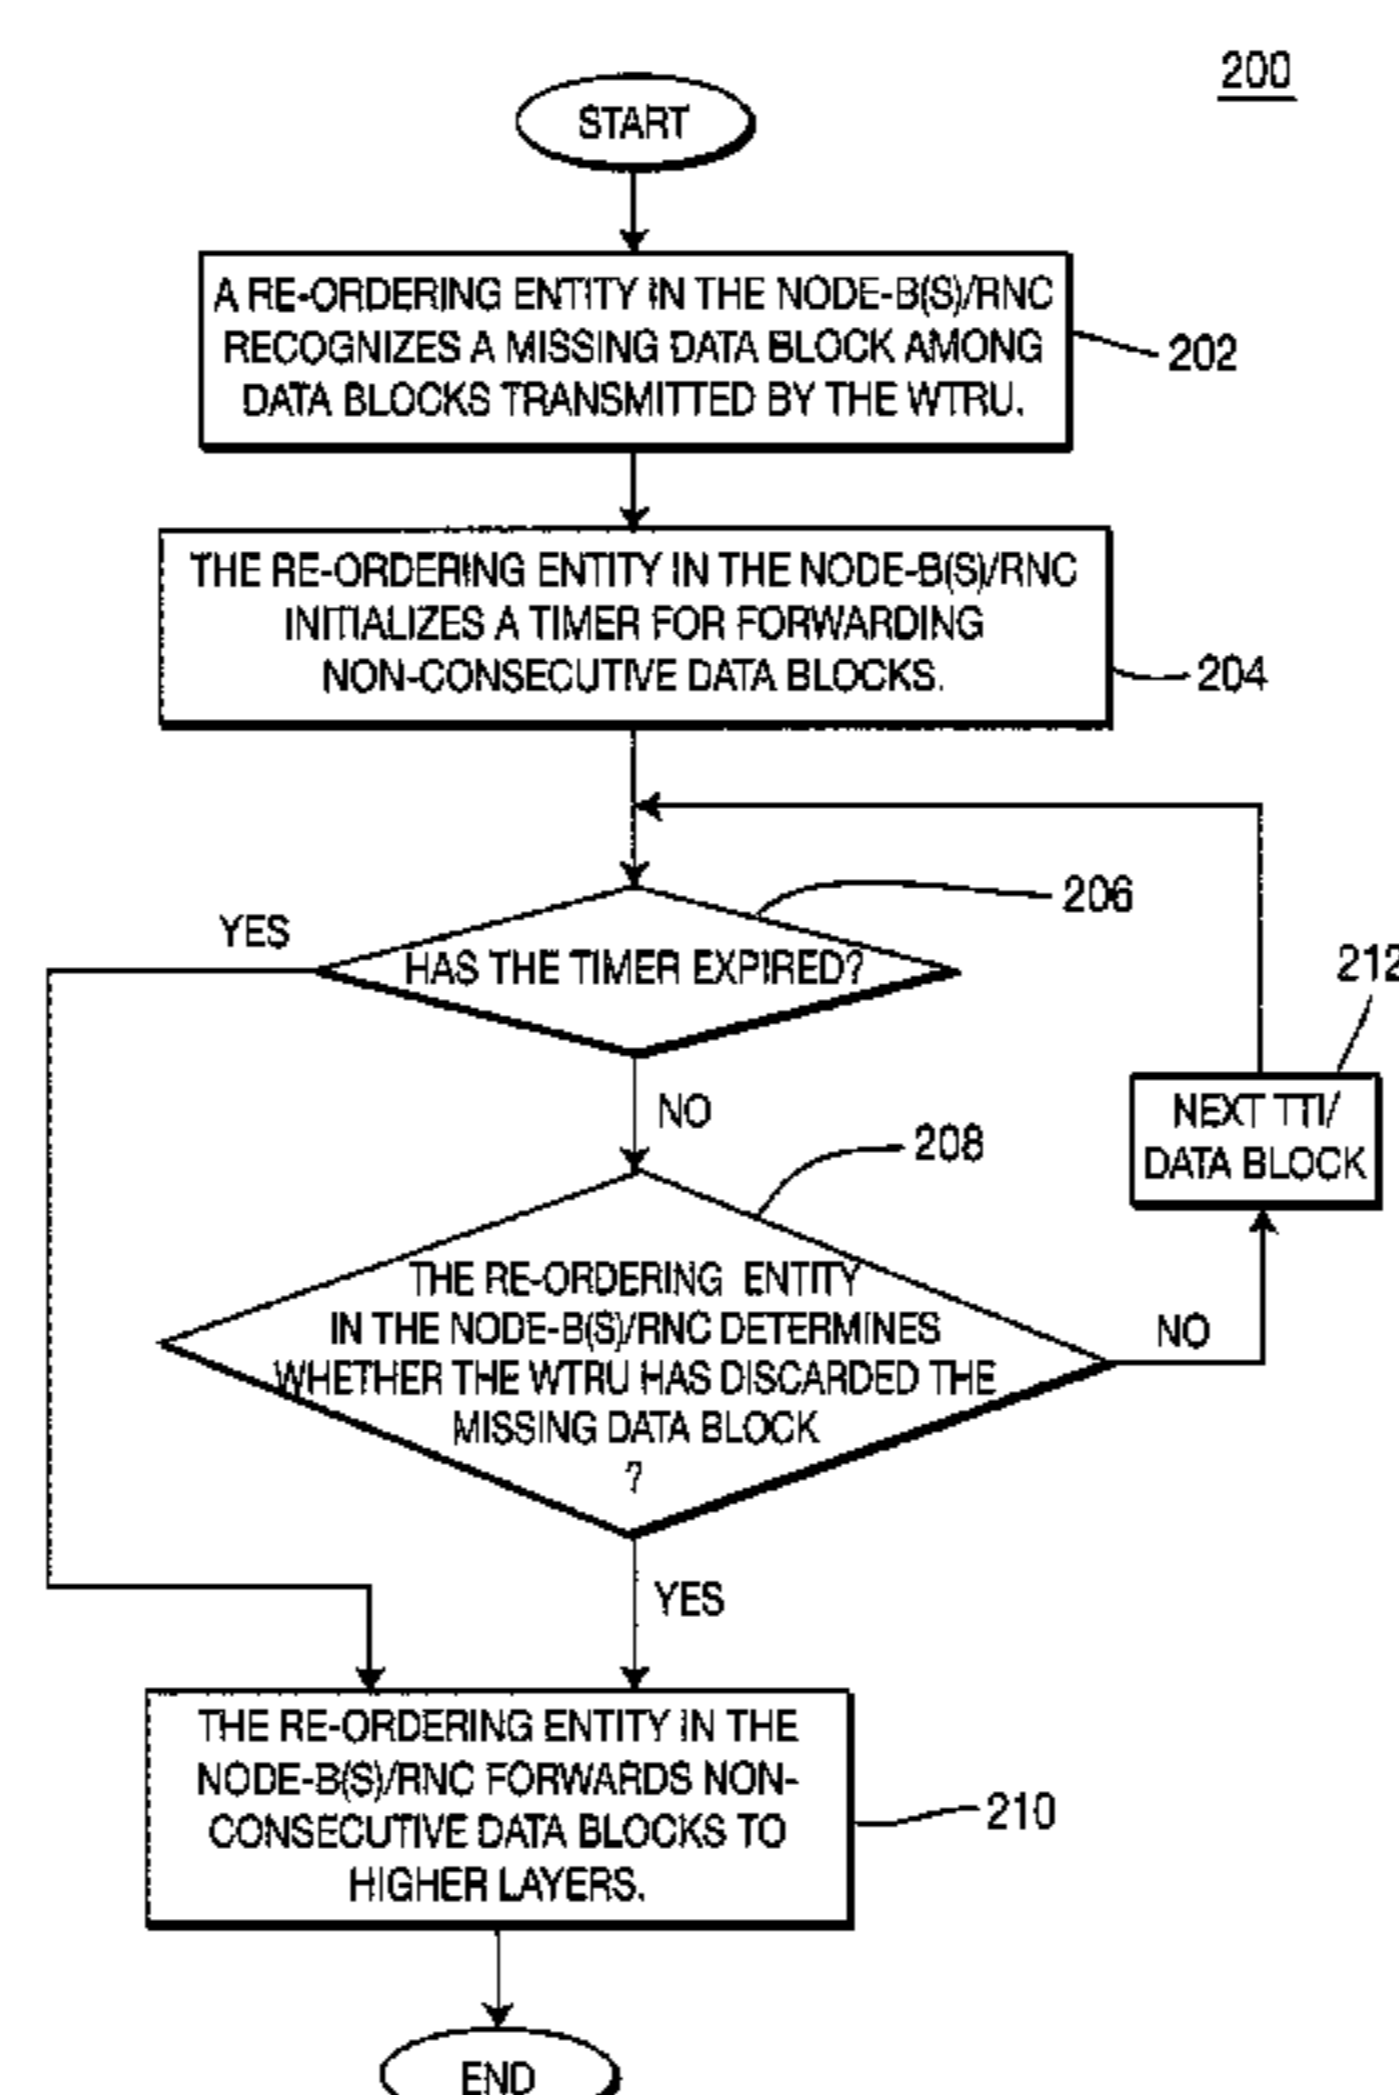 200
START
A RE-ORDERING ENTITY IN THE NODE-B(S)/RNC
RECOGNIZES A MISSING DATA BLOCK AMONG
DATA BLOCKS TRANSMITTED BY THE WTRU.
202
THE RE-ORDERING ENTITY IN THE NODE-B(S)/RNC
INITIALIZES A TIMER FOR FORWARDING
NON-CONSECUTIVE DATA BLOCKS.
204
206
YES
HAS THE TIMER EXPIRED?
212
NO
NEXT TTI/
DATA BLOCK
208
THE RE-ORDERING ENTITY
IN THE NODE-B(S)/RNC DETERMINES
WHETHER THE WTRU HAS DISCARDED THE
MISSING DATA BLOCK
?
NO
YES
THE RE-ORDERING ENTITY IN THE
NODE-B(S)/RNC FORWARDS NON-
CONSECUTIVE DATA BLOCKS TO
HIGHER LAYERS.
210
END